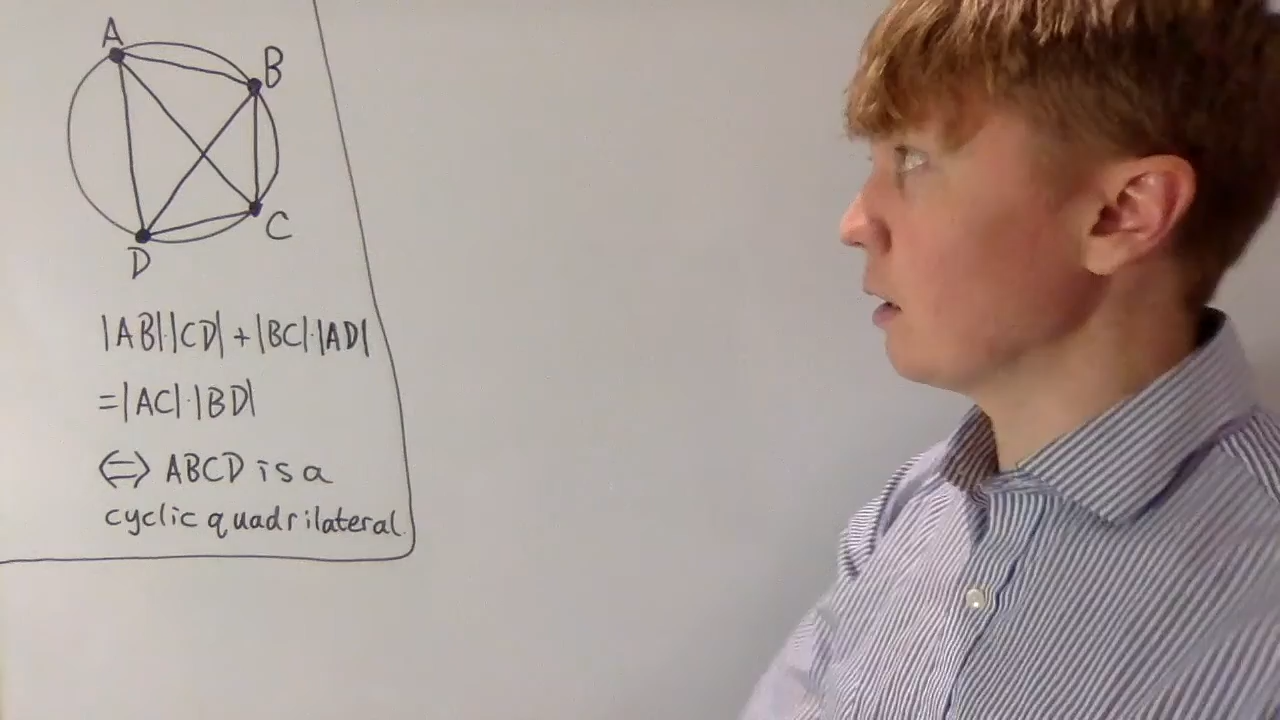 A
B
C
D
|AB|·|CD| + |BC|·|AD|
= |AC|·|BD|
⇔ ABCD is a
cyclic quadrilateral.